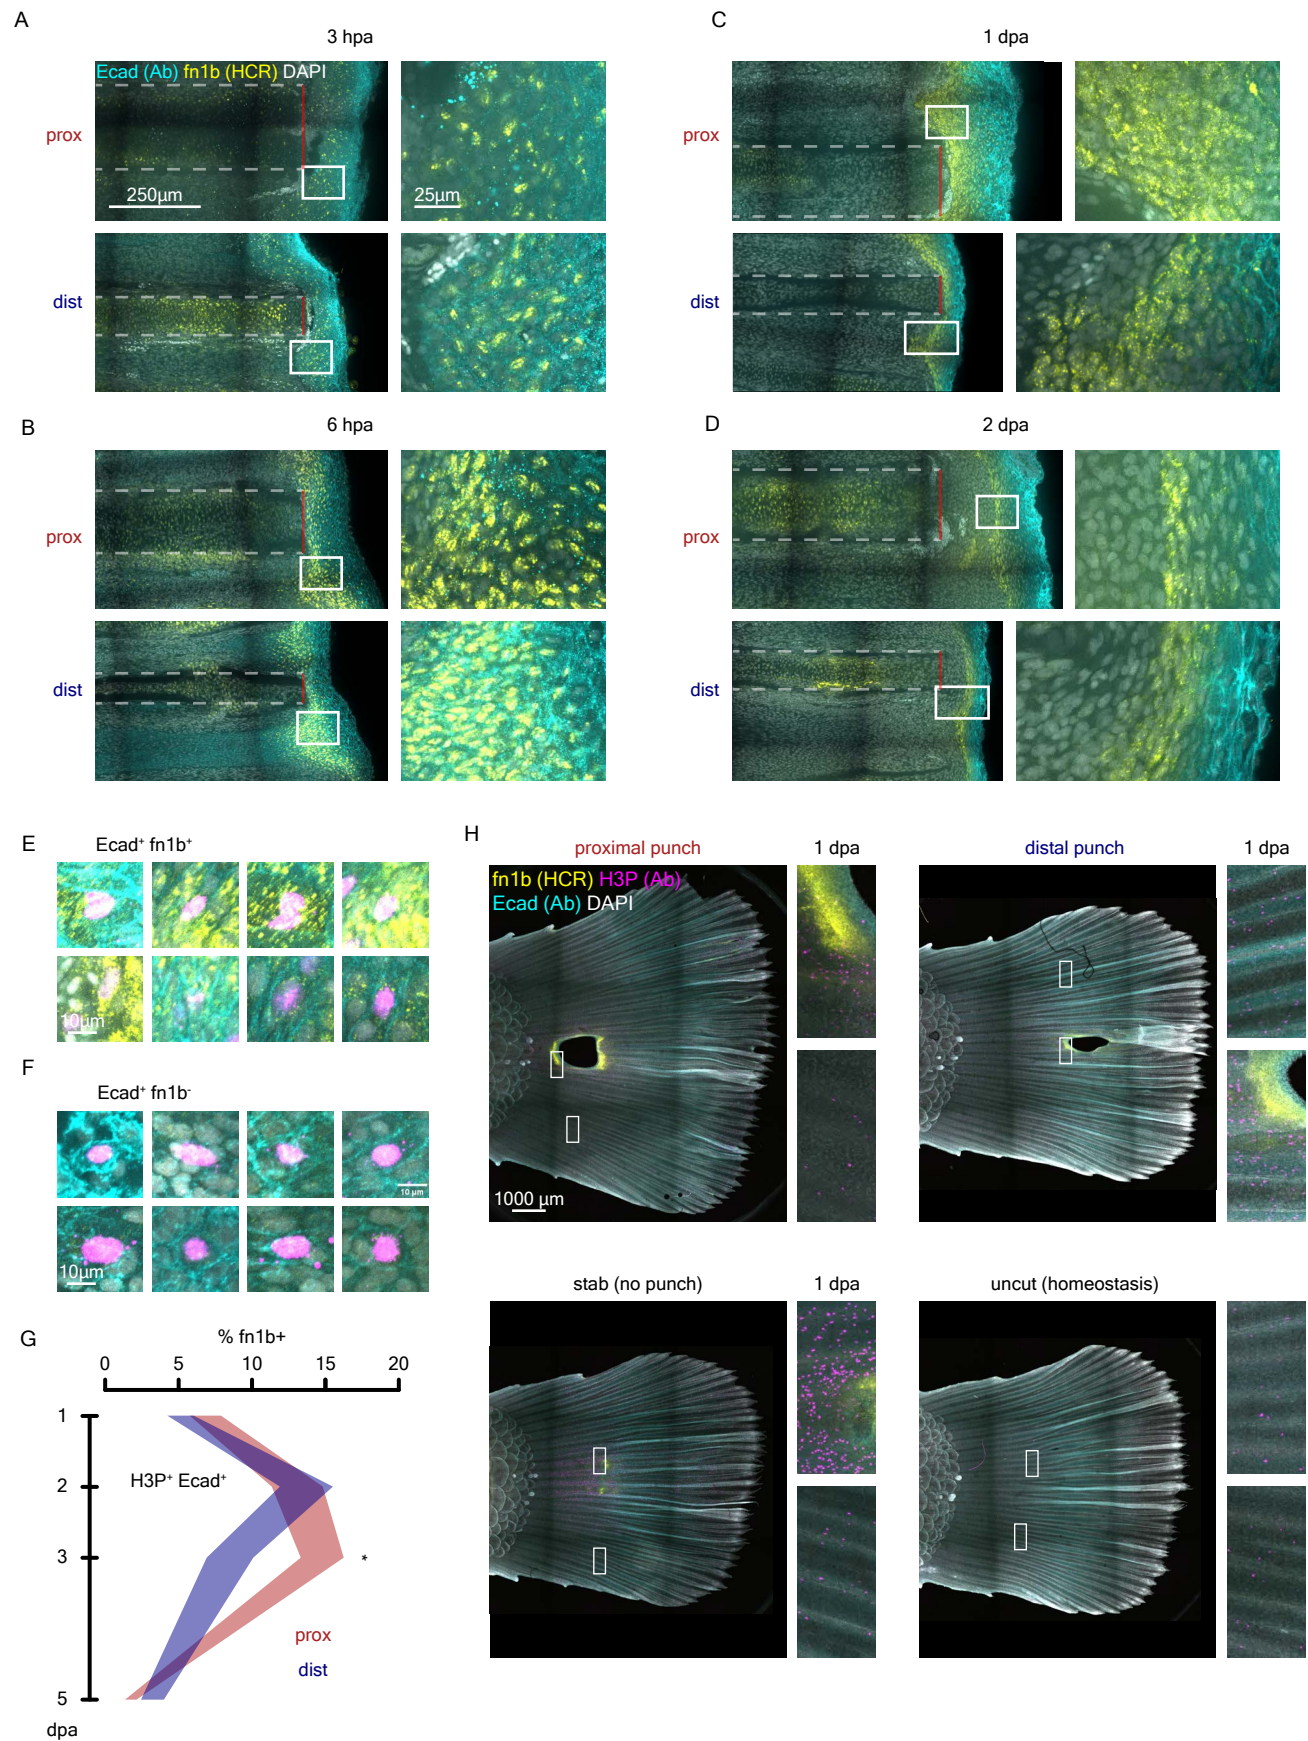 A
3 hpa
Ecad (Ab) fn1b (HCR) DAPI
prox
250µm
25µm
dist
B
6 hpa
prox
dist
C
1 dpa
prox
dist
D
2 dpa
prox
dist
E
Ecad⁺ fn1b⁺
10µm
F
Ecad⁺ fn1b⁻
10 µm
10µm
G
% fn1b+
0 5 10 15 20
1
2
3
5
dpa
H3P⁺ Ecad⁺
*
prox
dist
H
proximal punch
1 dpa
fn1b (HCR) H3P (Ab)
Ecad (Ab) DAPI
1000 µm
distal punch
1 dpa
stab (no punch)
1 dpa
uncut (homeostasis)